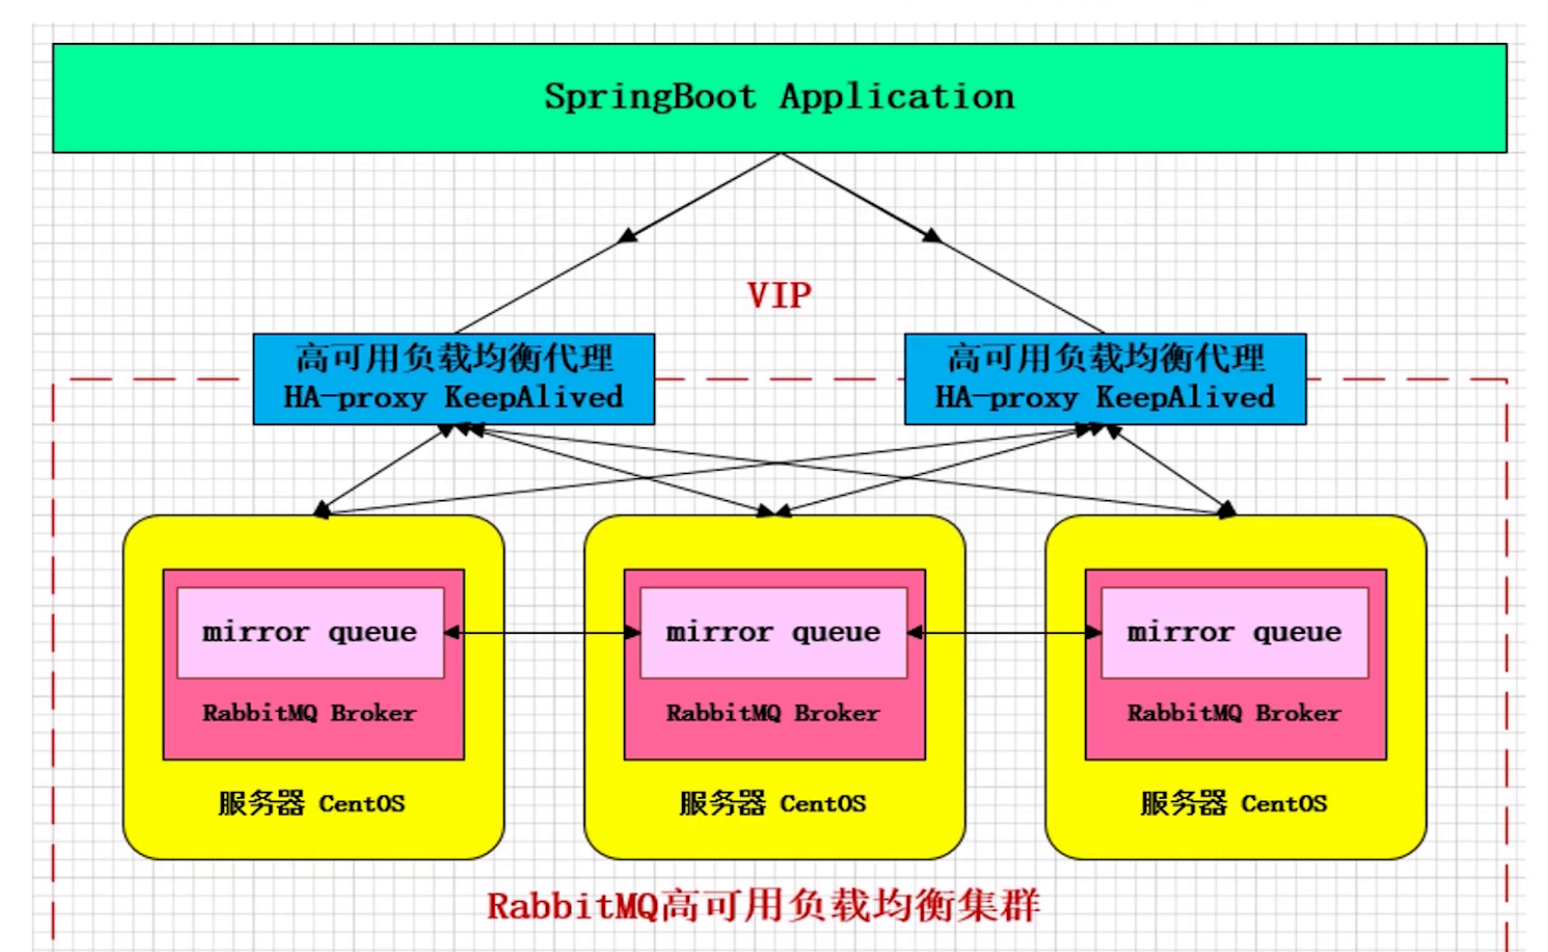 SpringBoot Application
VIP
高可用负载均衡代理
HA-proxy KeepAlived
高可用负载均衡代理
HA-proxy KeepAlived
mirror queue
mirror queue
mirror queue
RabbitMQ Broker
RabbitMQ Broker
RabbitMQ Broker
服务器 CentOS
服务器 CentOS
服务器 CentOS
RabbitMQ高可用负载均衡集群